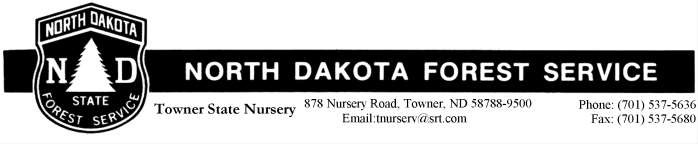 NORTH DAKOTA
N D
STATE
FOREST SERVICE
NORTH DAKOTA FOREST SERVICE
Towner State Nursery
878 Nursery Road, Towner, ND 58788-9500
Email:tnurserv@srt.com
Phone: (701) 537-5636
Fax: (701) 537-5680